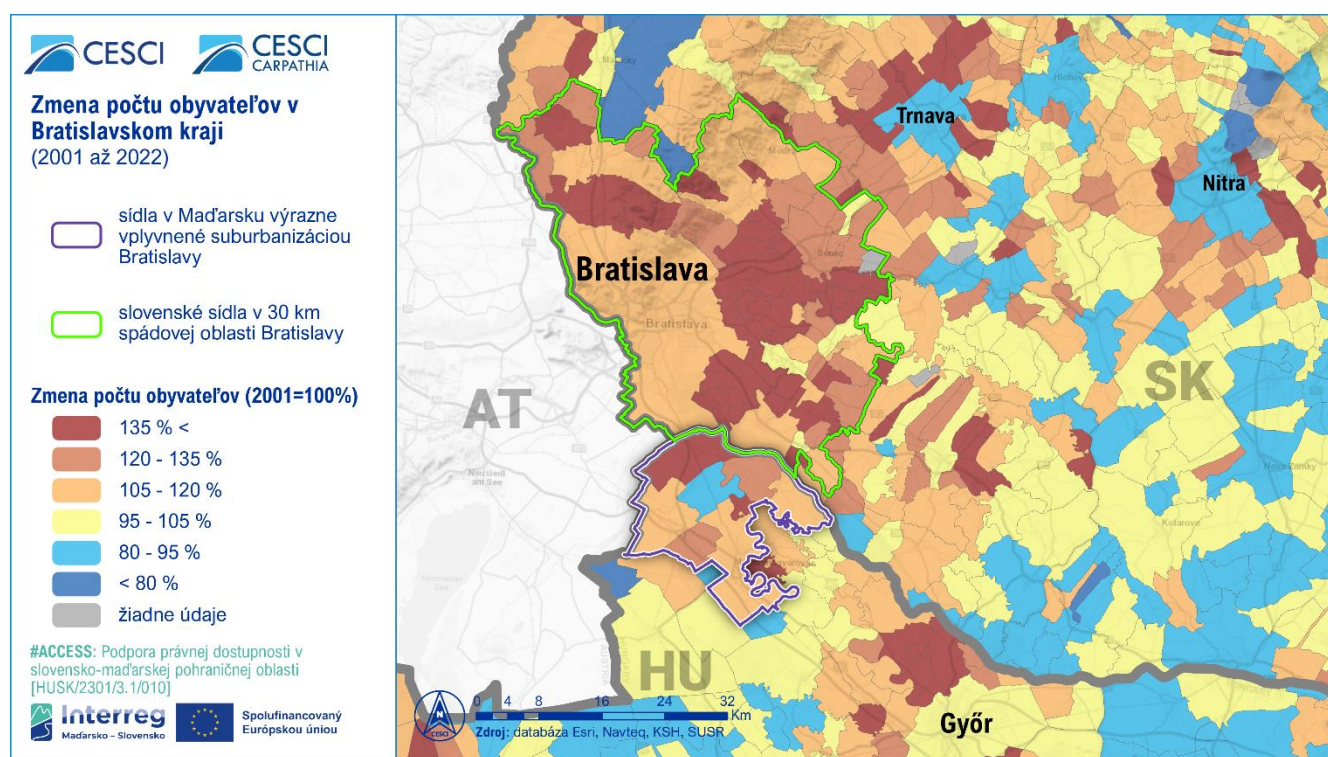 CESCI
CESCI
CARPATHIA
Zmena počtu obyvateľov v
Bratislavskom kraji
(2001 až 2022)
sídla v Maďarsku výrazne
vplyvnené suburbanizáciou
Bratislavy
slovenské sídla v 30 km
spádovej oblasti Bratislavy
Zmena počtu obyvateľov (2001=100%)
135 % <
120 - 135 %
105 - 120 %
95 - 105 %
80 - 95 %
< 80 %
žiadne údaje
#ACCESS: Podpora právnej dostupnosti v
slovensko-maďarskej pohraničnej oblasti
[HUSK/2301/3.1/010]
Interreg
Maďarsko – Slovensko
Spolufinancovaný
Európskou úniou
Trnava
Nitra
Bratislava
Bratislava
SK
AT
Neusiedl
am See
HU
Győr
N
CESCI
0 4 8 16 24 32
Km
Zdroj: databáza Esri, Navteq, KSH, SUSR